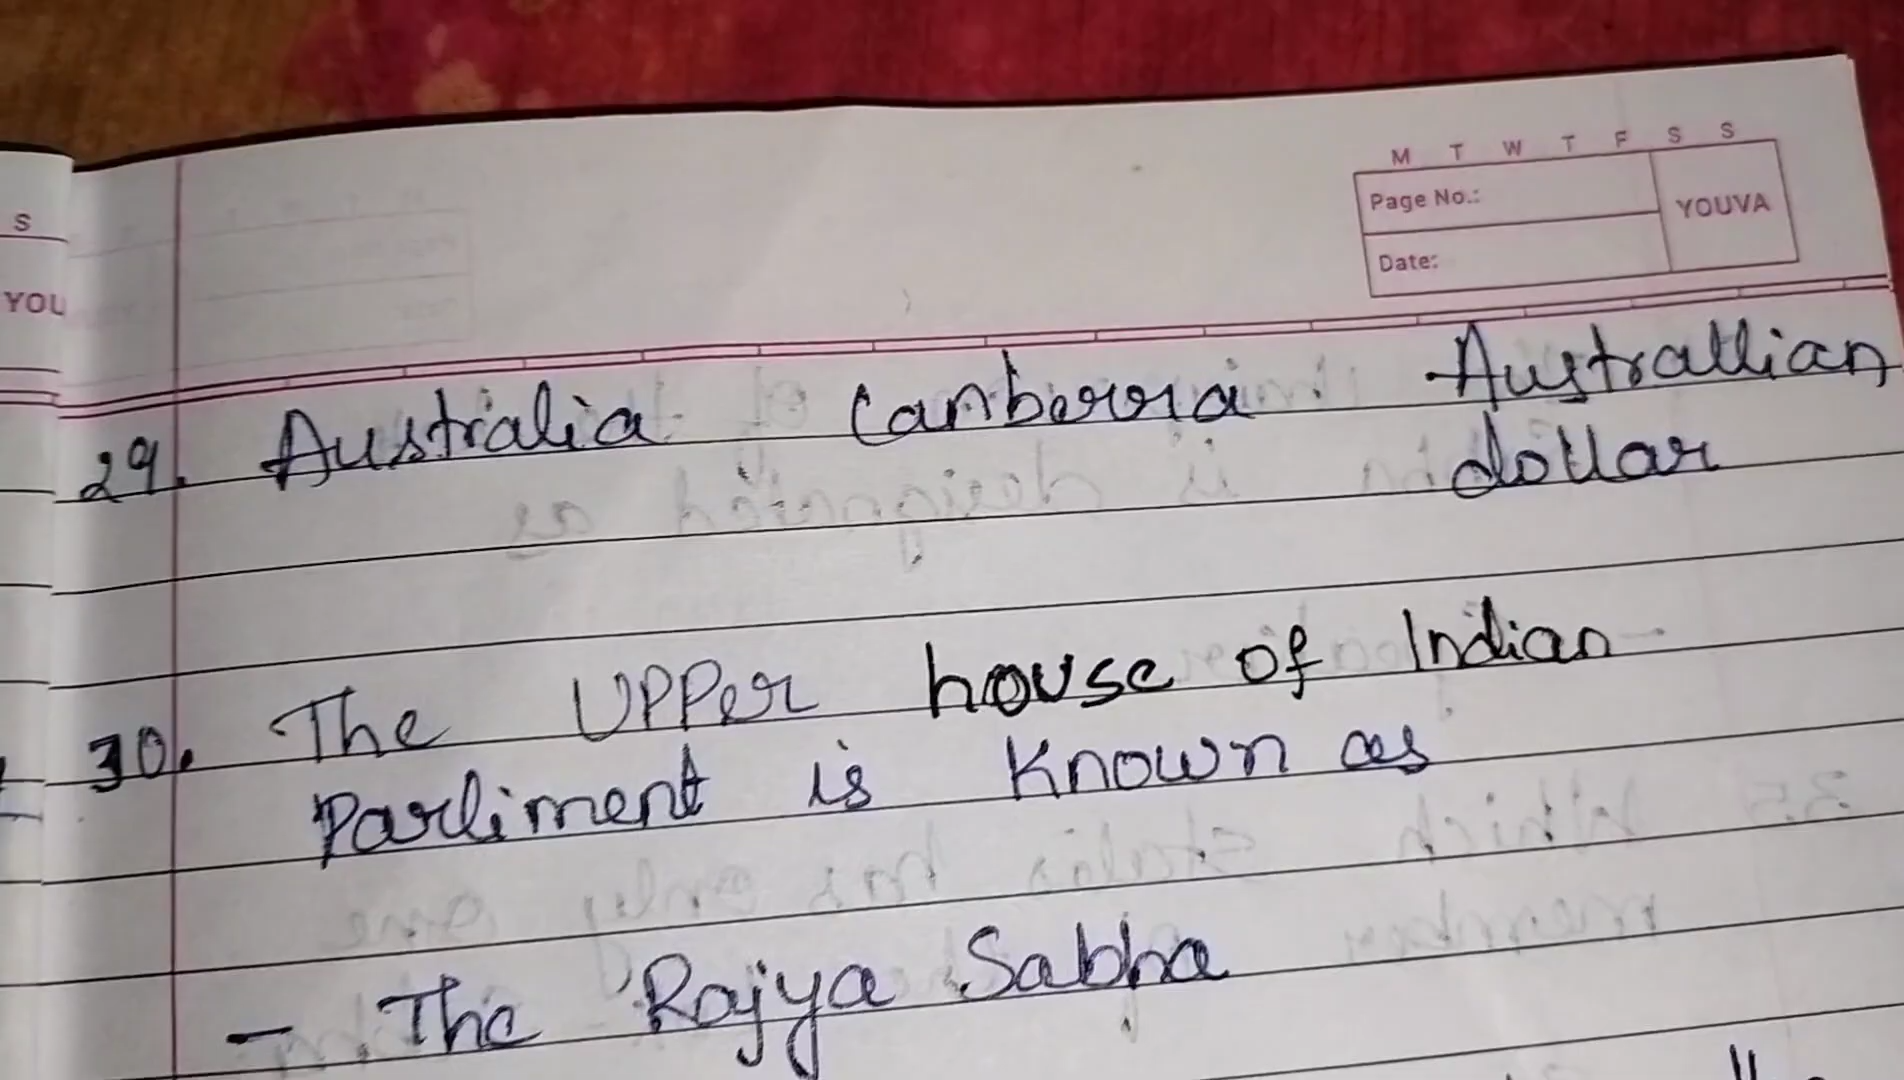 M T W T F S S
Page No.:
YOUVA
Date:
S
YOU
29. Australia Canberra Australlian
dollar
30. The UPPer house of Indian
Parliment is Known as
- The Rajya Sabha